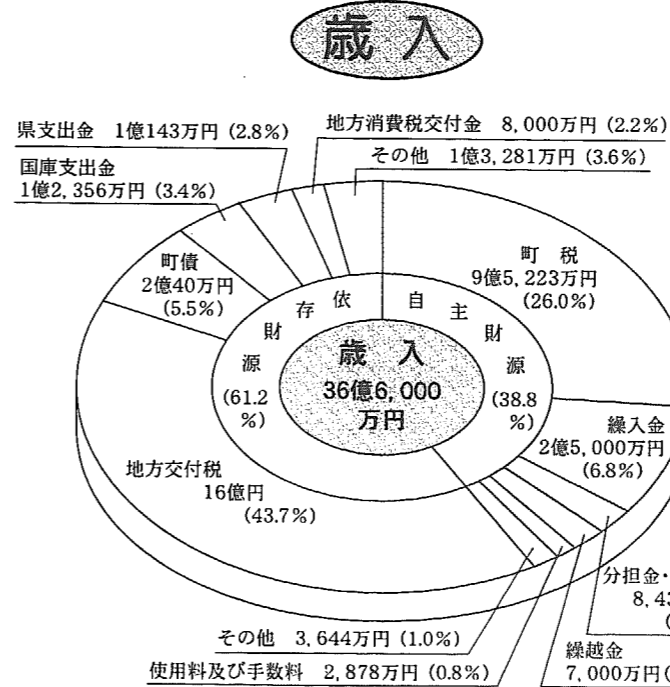 歳入
県支出金 1億143万円 (2.8%)
地方消費税交付金 8,000万円 (2.2%)
国庫支出金
1億2,356万円 (3.4%)
その他 1億3,281万円 (3.6%)
町債
2億40万円
(5.5%)
町税
9億5,223万円
(26.0%)
依存財源
(61.2%)
自主財源
(38.8%)
歳入
36億6,000
万円
繰入金
2億5,000万円
(6.8%)
地方交付税
16億円
(43.7%)
分担金・
8,43
その他 3,644万円 (1.0%)
繰越金
7,000万円(
使用料及び手数料 2,878万円 (0.8%)